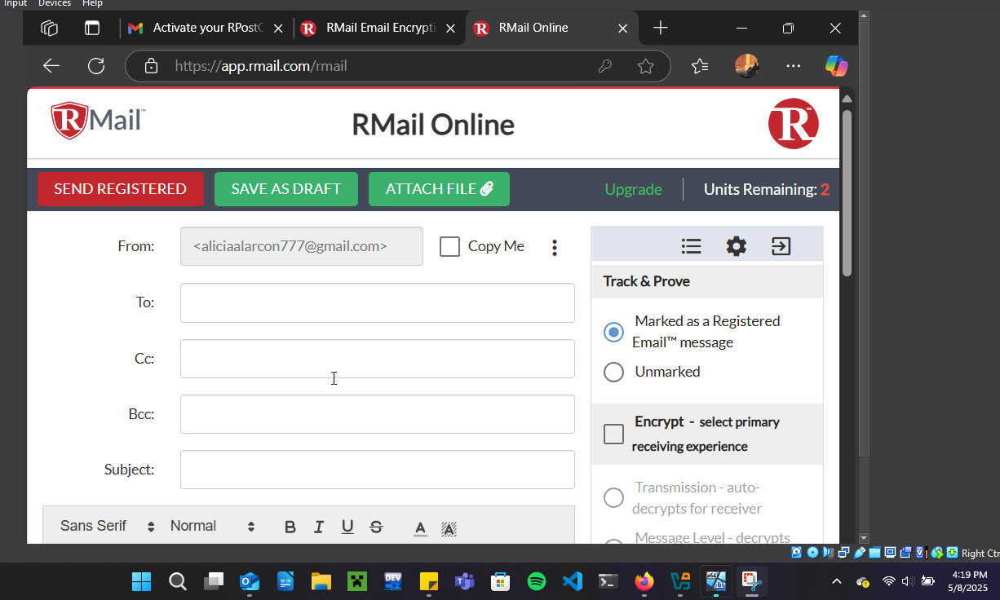 Input Devices Help
Activate your RPostC
RMail Email Encrypti
RMail Online
https://app.rmail.com/rmail
RMail™
RMail Online
R™
SEND REGISTERED
SAVE AS DRAFT
ATTACH FILE
Upgrade
Units Remaining: 2
From:
<aliciaalarcon777@gmail.com>
Copy Me
To:
Cc:
Bcc:
Subject:
Sans Serif
Normal
B I U S A A
Track & Prove
Marked as a Registered
Email™ message
Unmarked
Encrypt - select primary
receiving experience
Transmission - auto-
decrypts for receiver
Message Level - decrypts
Right Ctr
4:19 PM
5/8/2025